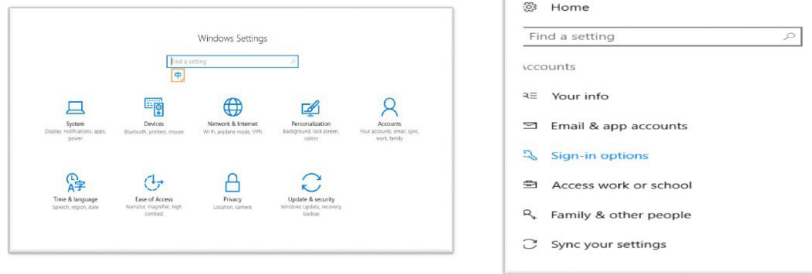 Windows Settings
Find a setting
中
System
Display, notifications, apps,
power
Devices
Bluetooth, printers, mouse
Network & Internet
Wi-Fi, airplane mode, VPN
Personalization
Background, lock screen,
colors
Accounts
Your accounts, email, sync,
work, family
Time & language
Speech, region, date
Ease of Access
Narrator, magnifier, high
contrast
Privacy
Location, camera
Update & security
Windows Update, recovery,
backup
Home
Find a setting
Accounts
Your info
Email & app accounts
Sign-in options
Access work or school
Family & other people
Sync your settings